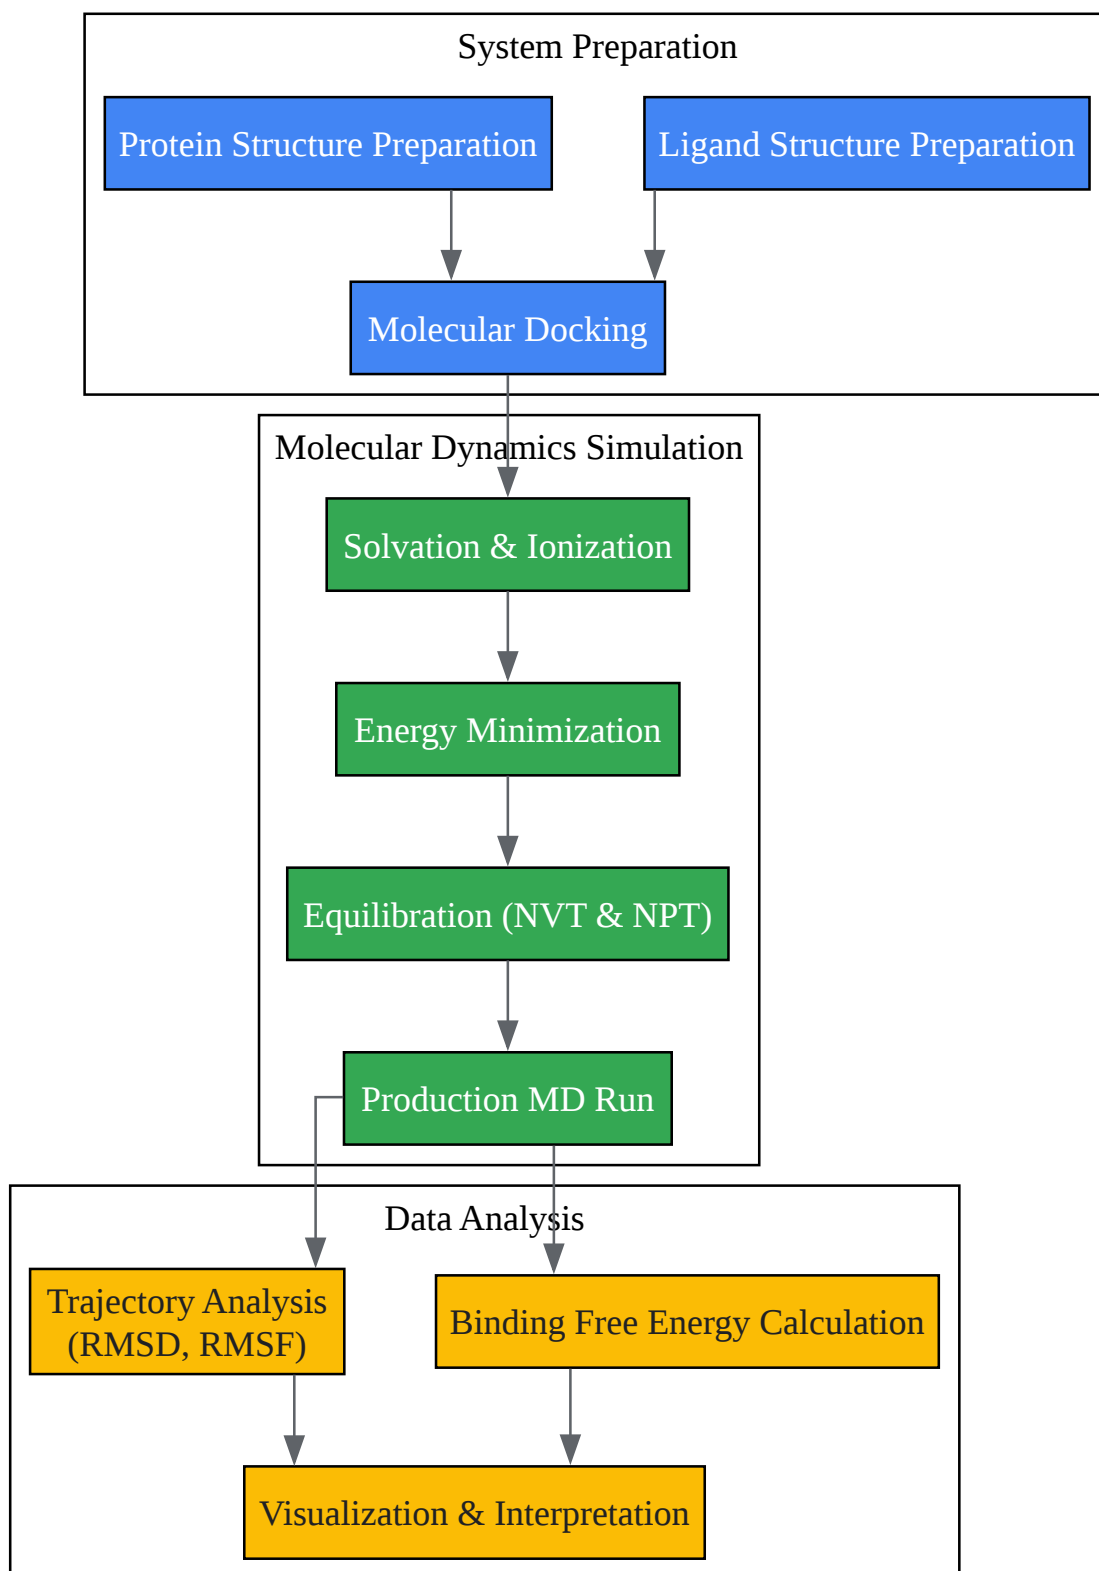 System Preparation
Protein Structure Preparation
Ligand Structure Preparation
Molecular Docking
Molecular Dynamics Simulation
Solvation & Ionization
Energy Minimization
Equilibration (NVT & NPT)
Production MD Run
Data Analysis
Trajectory Analysis
(RMSD, RMSF)
Binding Free Energy Calculation
Visualization & Interpretation